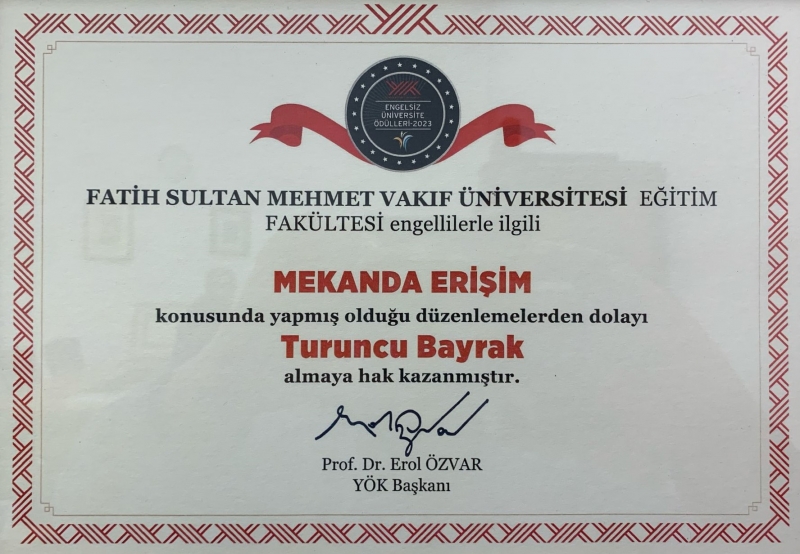 ENGELSİZ
ÜNİVERSİTE
ÖDÜLLERİ-2023
FATİH SULTAN MEHMET VAKIF ÜNİVERSİTESİ EĞİTİM
FAKÜLTESİ engellilerle ilgili
MEKANDA ERİŞİM
konusunda yapmış olduğu düzenlemelerden dolayı
Turuncu Bayrak
almaya hak kazanmıştır.
Prof. Dr. Erol ÖZVAR
YÖK Başkanı